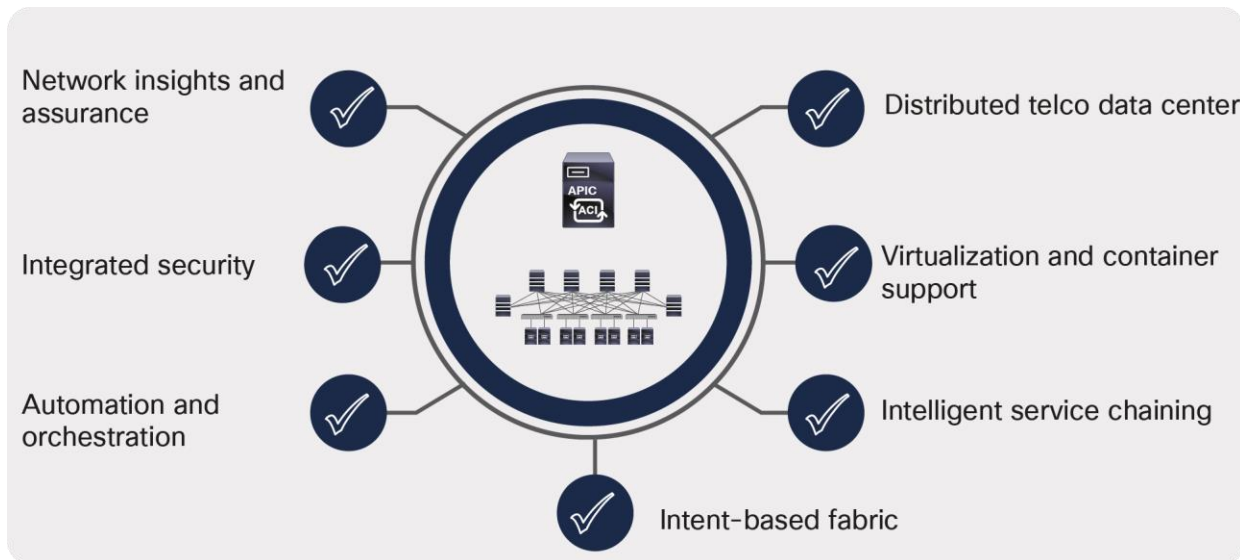 Network insights and
assurance
Distributed telco data center
APIC
ACI
Integrated security
Virtualization and container
support
Automation and
orchestration
Intelligent service chaining
Intent-based fabric